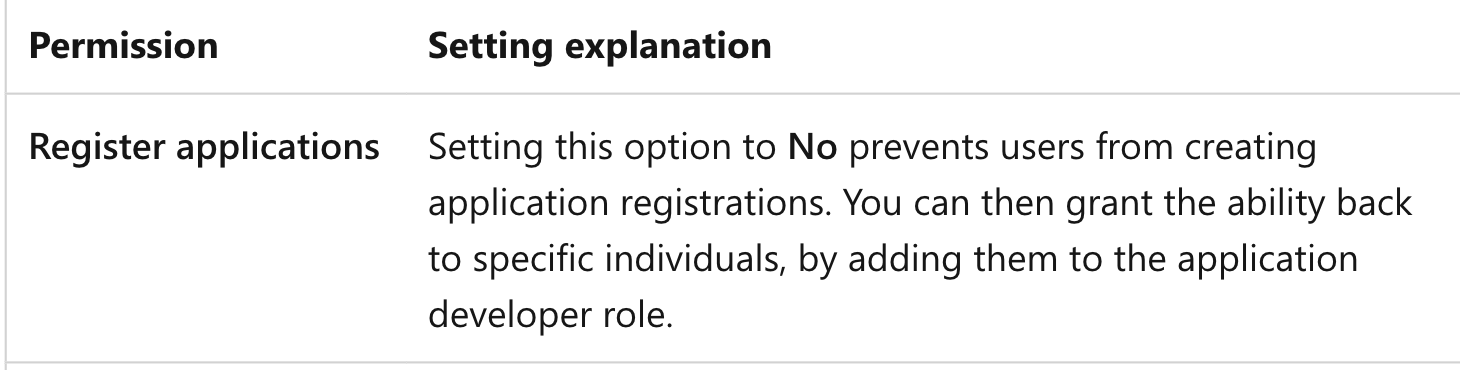 Permission Setting explanation
Register applications Setting this option to No prevents users from creating
application registrations. You can then grant the ability back
to specific individuals, by adding them to the application
developer role.